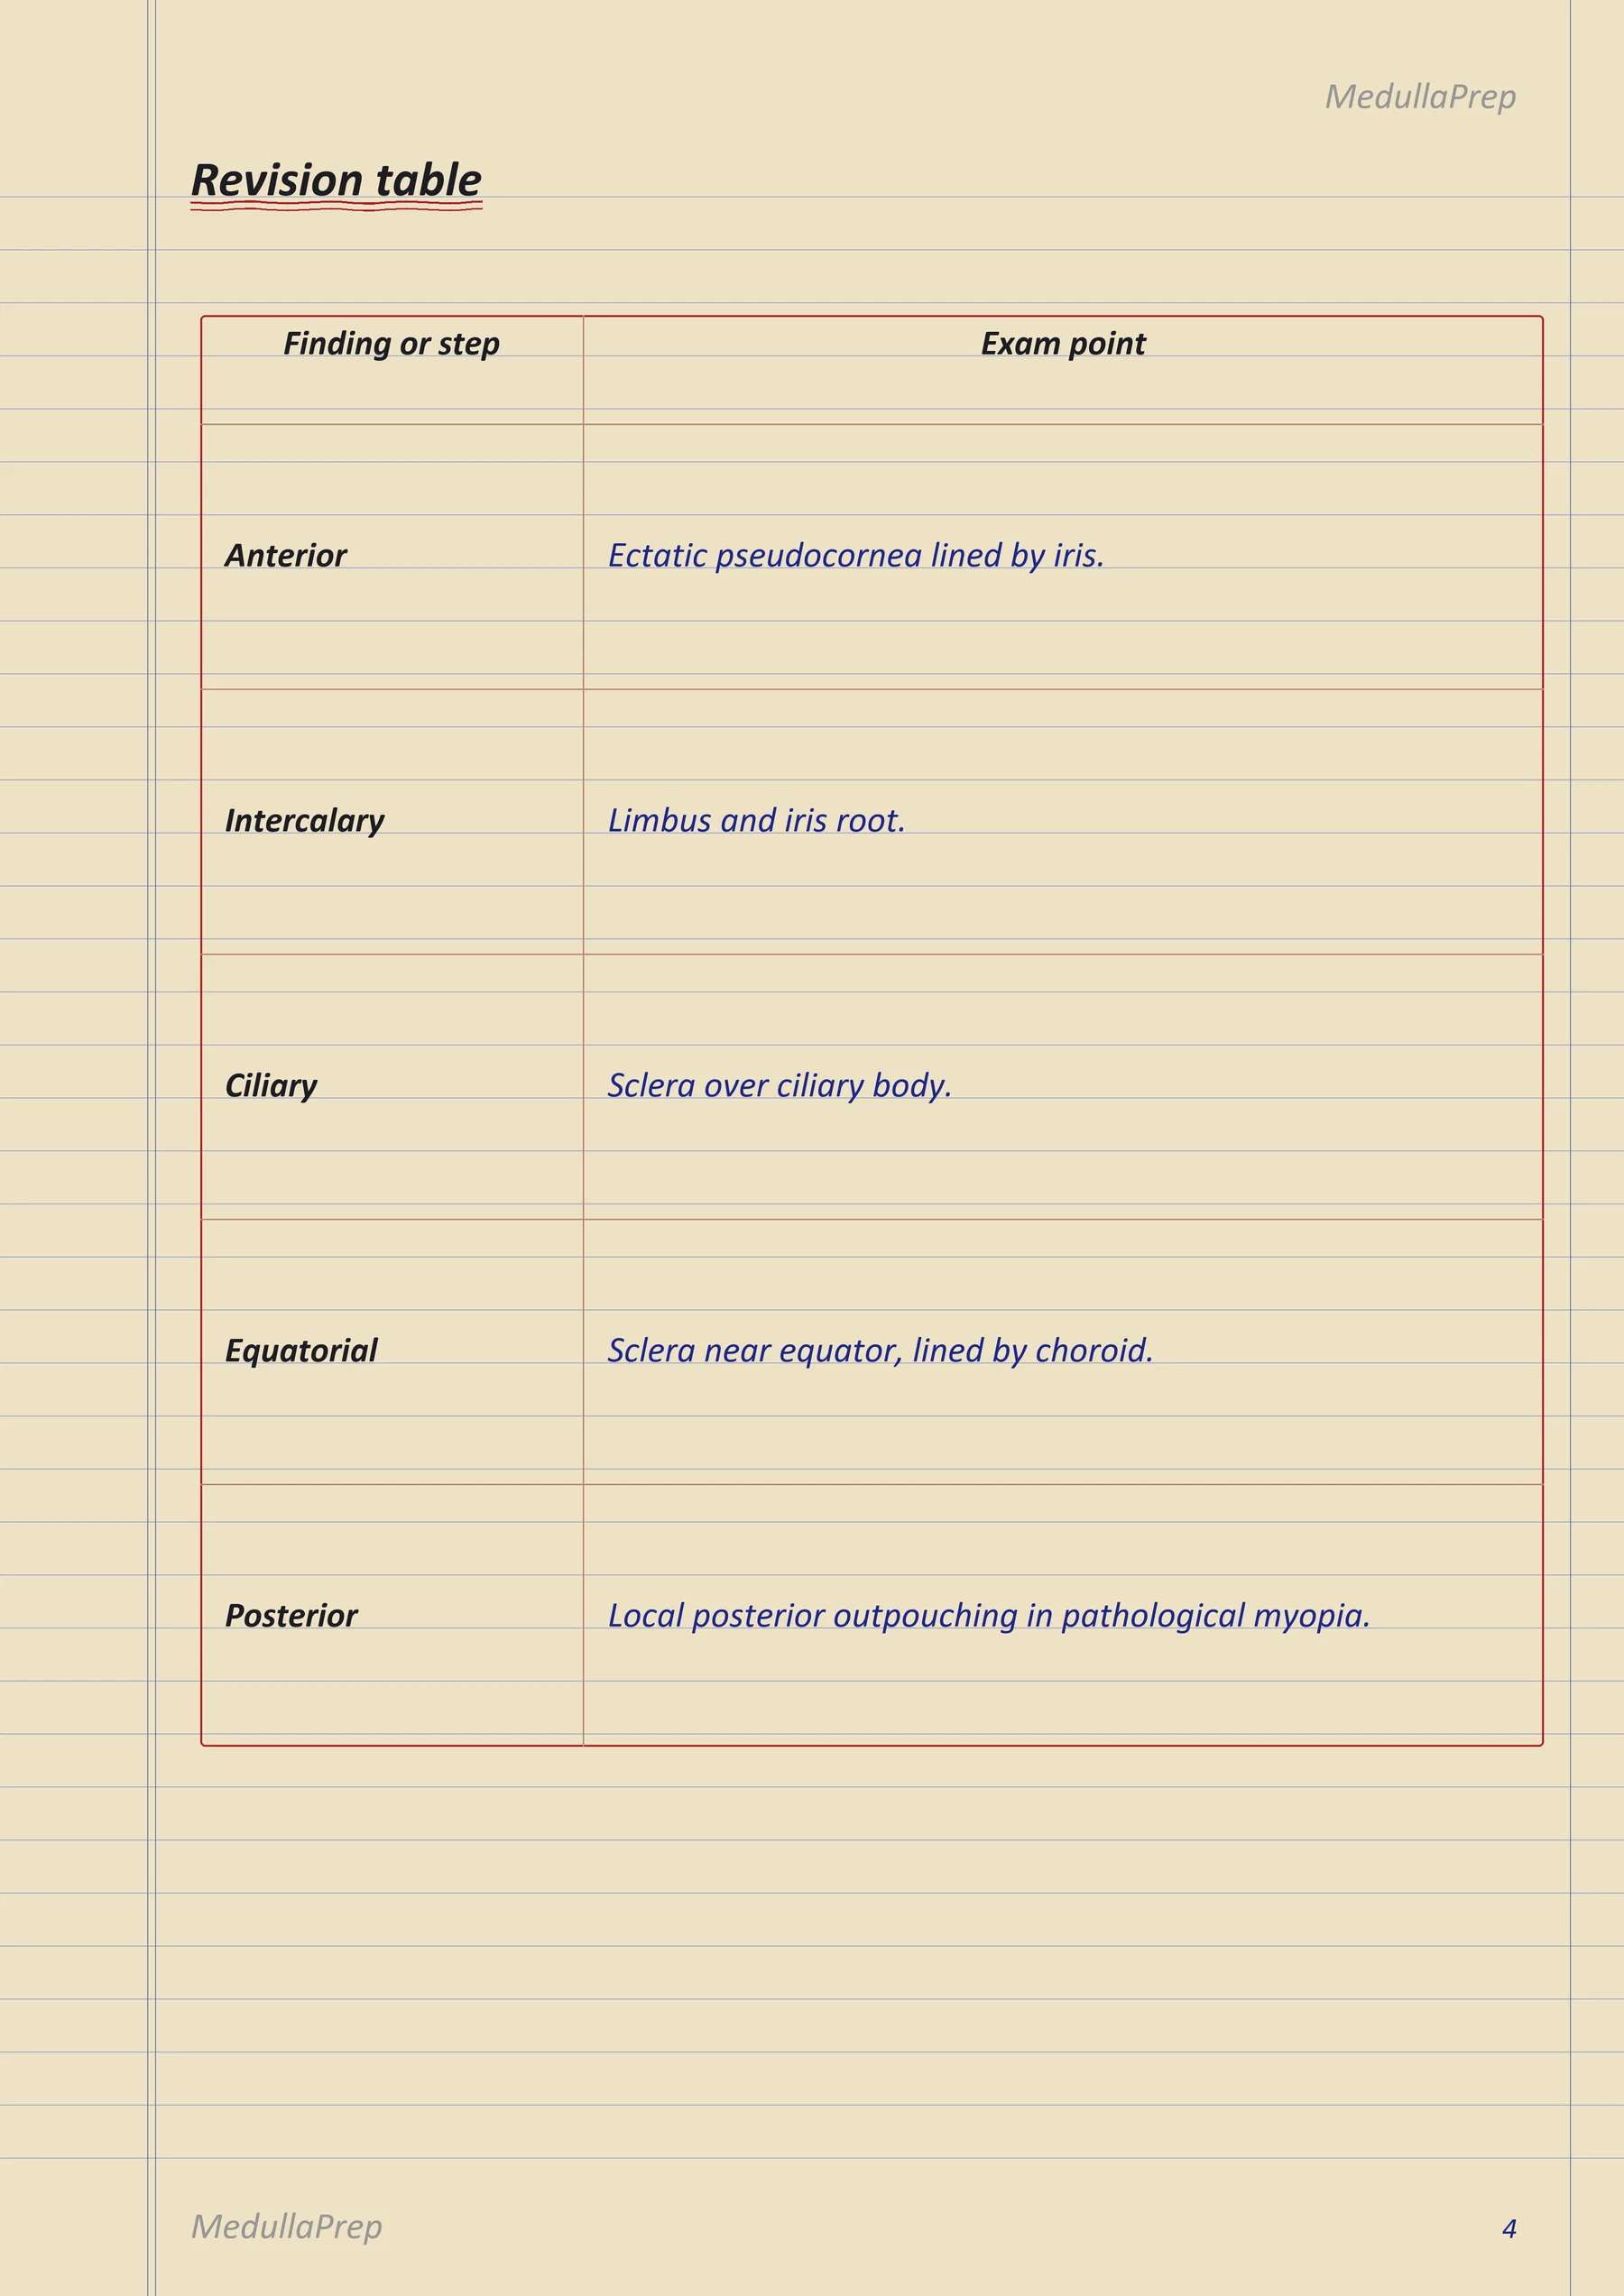 MedullaPrep
Revision table
Finding or step
Exam point
Anterior
Ectatic pseudocornea lined by iris.
Intercalary
Limbus and iris root.
Ciliary
Sclera over ciliary body.
Equatorial
Sclera near equator, lined by choroid.
Posterior
Local posterior outpouching in pathological myopia.
MedullaPrep
4